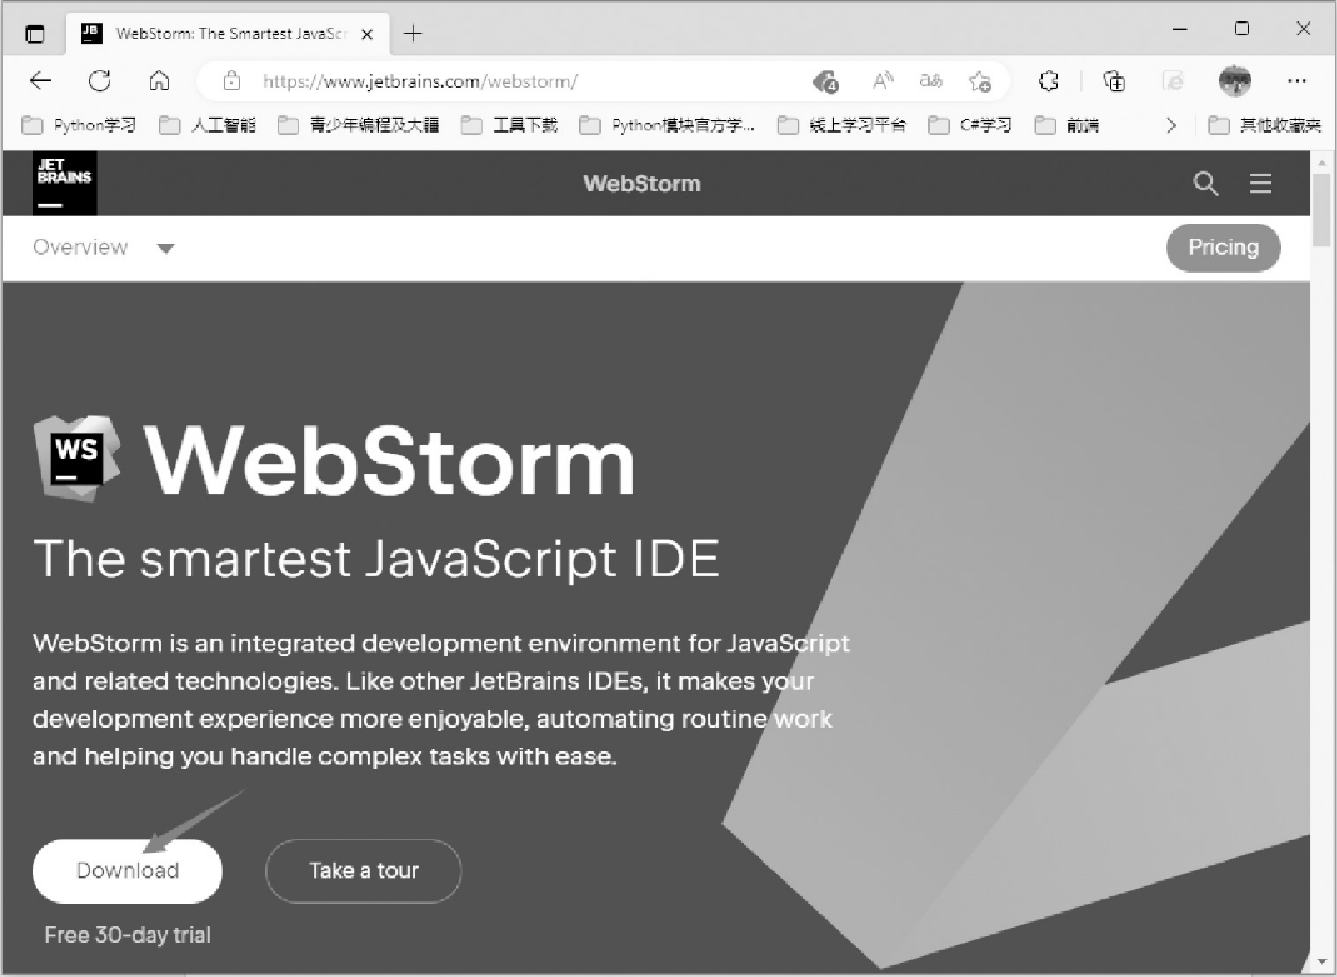 JB WebStorm: The Smartest JavaScr
https://www.jetbrains.com/webstorm/ 4 A aあ
Python学习 人工智能 青少年编程及大疆 工具下载 Python模块官方学... 线上学习平台 C#学习 前端 其他收藏夹
JET
BRAINS
WebStorm
Overview Pricing
WS WebStorm
The smartest JavaScript IDE
WebStorm is an integrated development environment for JavaScript
and related technologies. Like other JetBrains IDEs, it makes your
development experience more enjoyable, automating routine work
and helping you handle complex tasks with ease.
Download Take a tour
Free 30-day trial